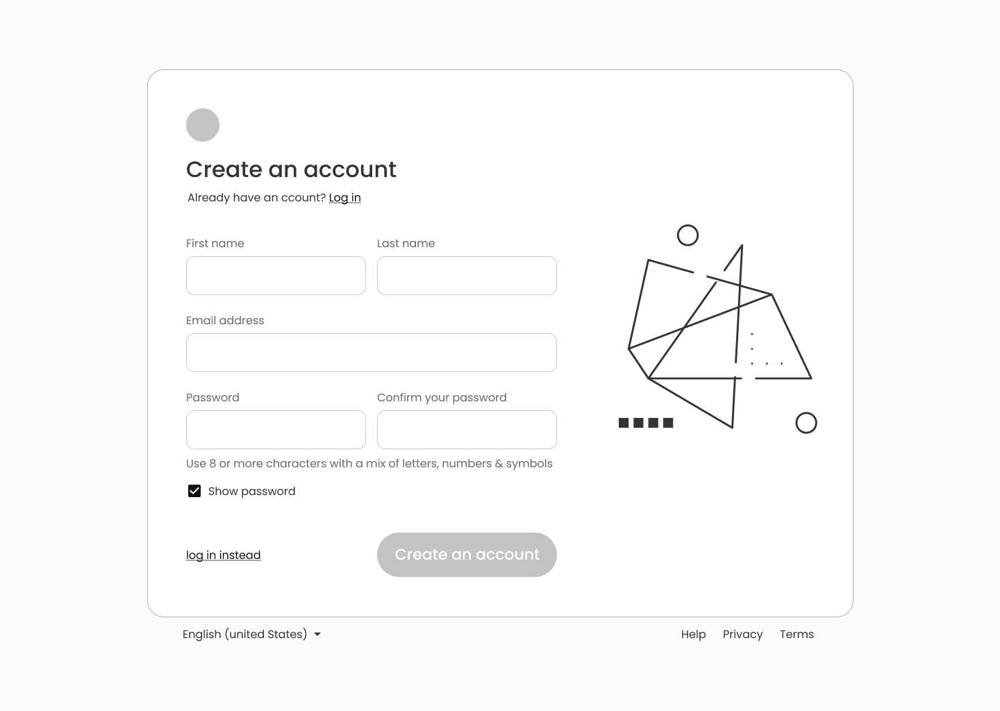 Create an account
Already have an ccount? Log in
First name
Last name
Email address
Password
Confirm your password
Use 8 or more characters with a mix of letters, numbers & symbols
Show password
log in instead
Create an account
English (united States)
Help
Privacy
Terms